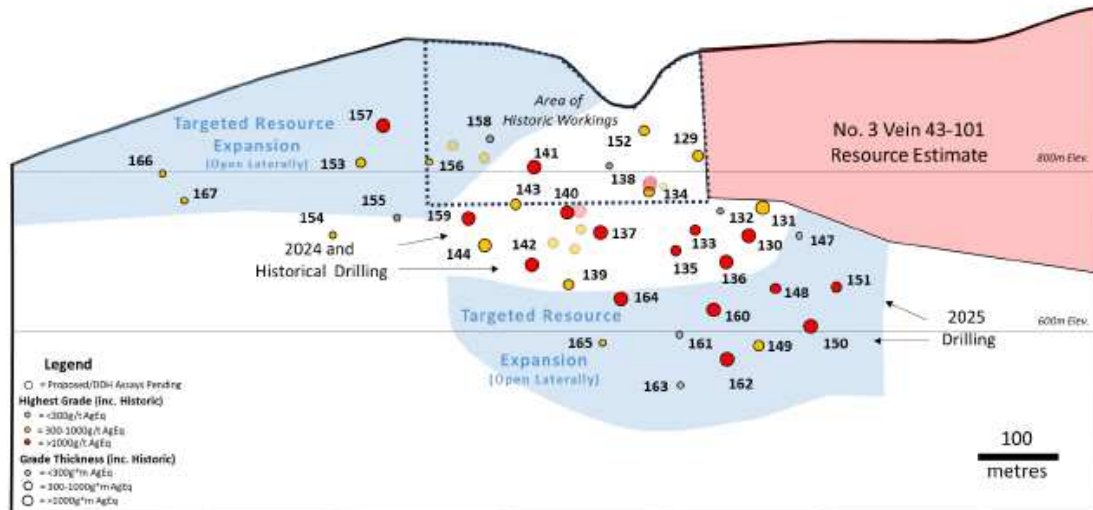 157
158
Area of
Historic Workings
152
129
No. 3 Vein 43-101
Resource Estimate
800m Elev.
Targeted Resource
Expansion
(Open Laterally)
166
153
156
141
138
134
167
155
143
140
154
159
132
131
147
2024 and
Historical Drilling
144
142
137
133
130
135
136
139
148
151
164
Targeted Resource
160
2025
Drilling
600m Elev.
165
161
149
150
Expansion
(Open Laterally)
163
162
Legend
= Proposed/DDH Assays Pending
Highest Grade (inc. Historic)
= <300g/t AgEq
= 300-1000g/t AgEq
= >1000g/t AgEq
Grade Thickness (inc. Historic)
= <300g*m AgEq
= 300-1000g*m AgEq
= >1000g*m AgEq
100
metres